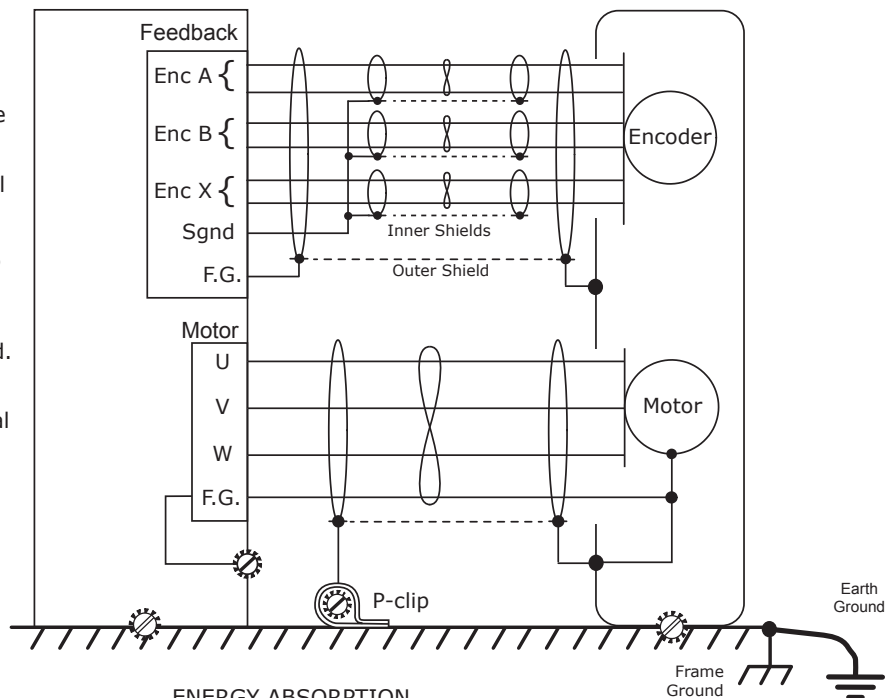 e
l
d.
al
Feedback
Enc A {
Enc B {
Enc X {
Sgnd
F.G.
Encoder
Inner Shields
Outer Shield
Motor
U
V
W
F.G.
Motor
P-clip
Earth
Ground
Frame
Ground
ENERGY ABSORPTION